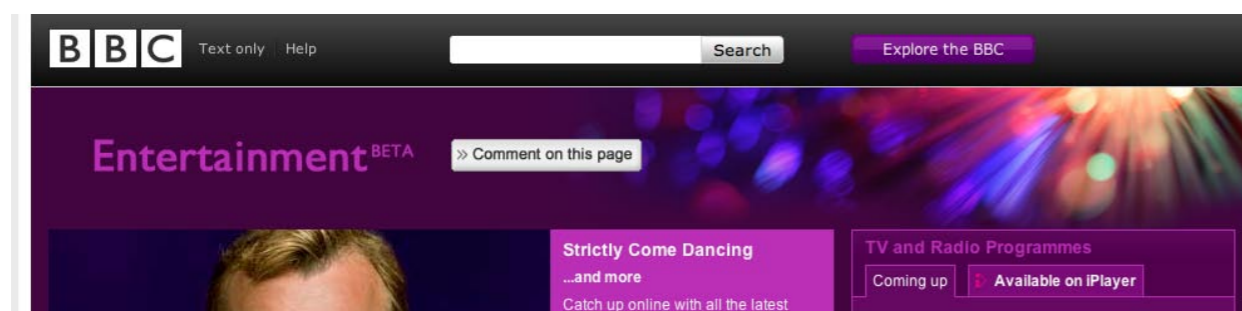 BBC Text only Help Search Explore the BBC
Entertainment BETA » Comment on this page
Strictly Come Dancing
...and more
Catch up online with all the latest
TV and Radio Programmes
Coming up Available on iPlayer